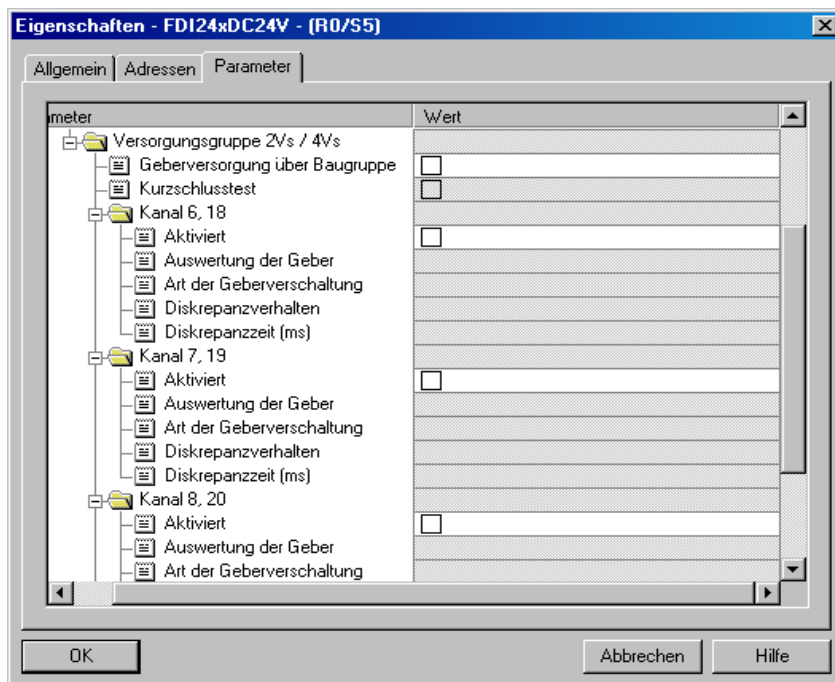 Eigenschaften - FDI24xDC24V - (R0/S5)
Allgemein Adressen Parameter
meter Wert
Versorgungsgruppe 2Vs / 4Vs
Geberversorgung über Baugruppe
Kurzschlusstest
Kanal 6, 18
Aktiviert
Auswertung der Geber
Art der Geberverschaltung
Diskrepanzverhalten
Diskrepanzzeit (ms)
Kanal 7, 19
Aktiviert
Auswertung der Geber
Art der Geberverschaltung
Diskrepanzverhalten
Diskrepanzzeit (ms)
Kanal 8, 20
Aktiviert
Auswertung der Geber
Art der Geberverschaltung
OK Abbrechen Hilfe